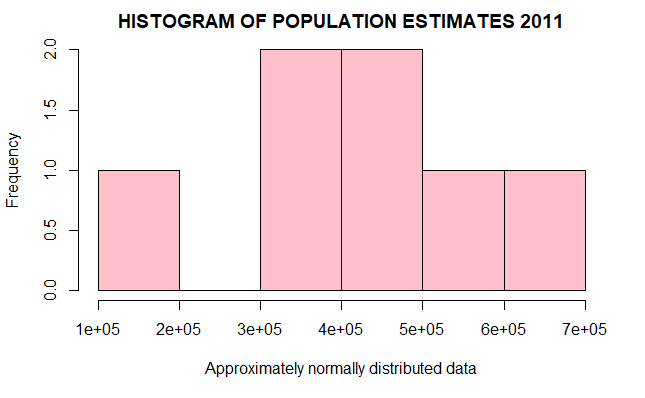 HISTOGRAM OF POPULATION ESTIMATES 2011
Frequency
2.0
1.5
1.0
0.5
0.0
1e+05 2e+05 3e+05 4e+05 5e+05 6e+05 7e+05
Approximately normally distributed data